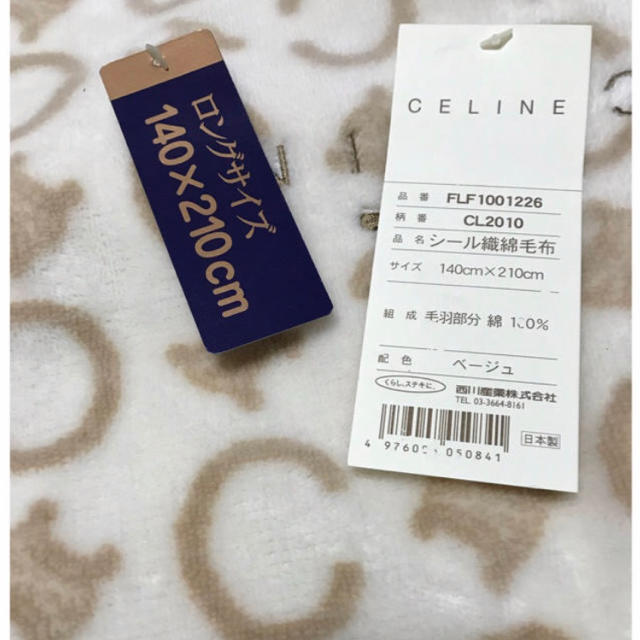 ロングサイズ
140×210cm
CELINE
品番 FLF1001226
柄番 CL2010
品名 シール織綿毛布
サイズ 140cm×210cm
組成 毛羽部分 綿 100%
配色 ベージュ
くらし、ステキに。
西川産業株式会社
TEL. 03-3664-8161
日本製
4 050841